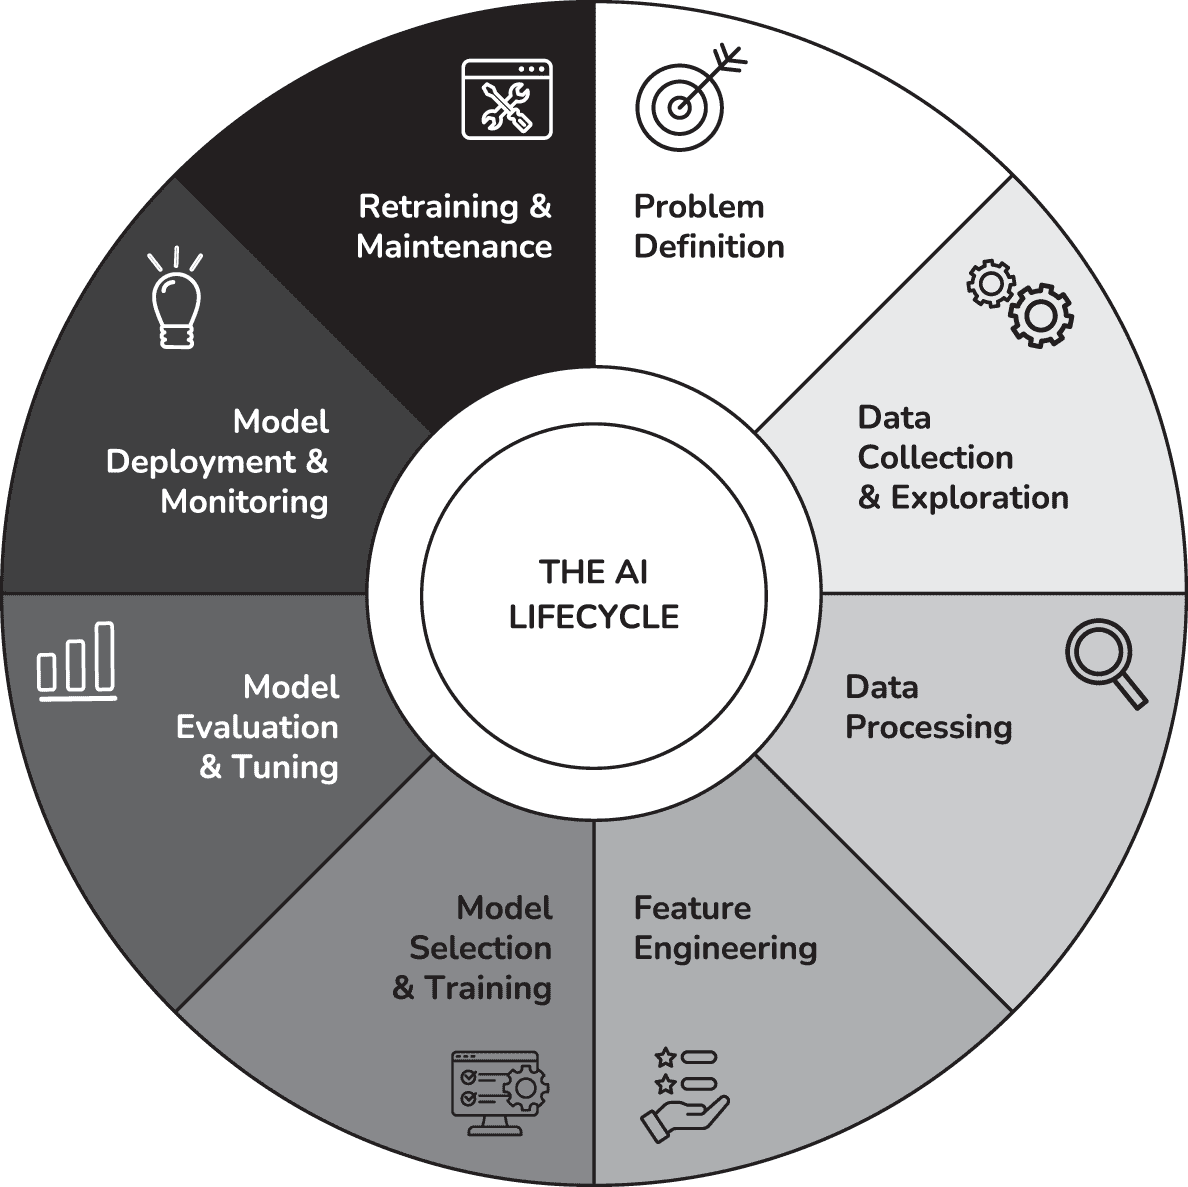 THE AI
LIFECYCLE
Problem
Definition
Data
Collection
& Exploration
Data
Processing
Feature
Engineering
Model
Selection
& Training
Model
Evaluation
& Tuning
Model
Deployment &
Monitoring
Retraining &
Maintenance